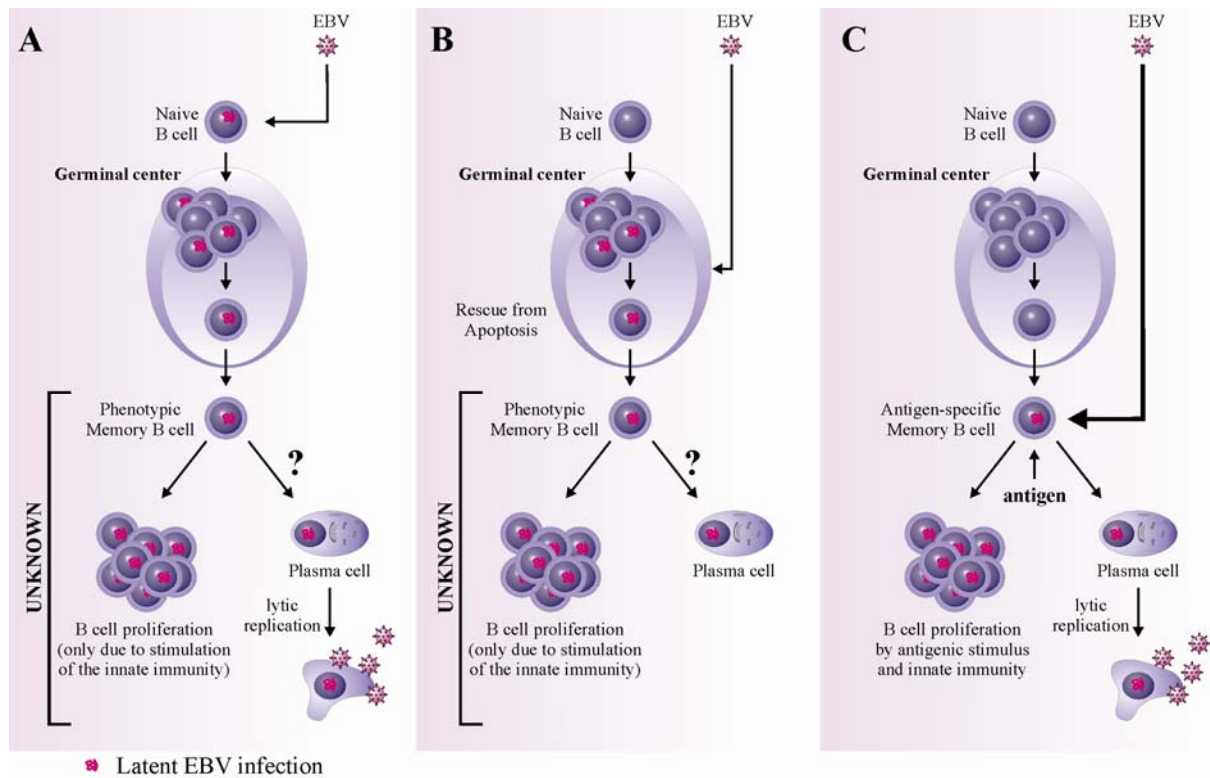 A
EBV
Naive
B cell
Germinal center
Phenotypic
Memory B cell
?
UNKNOWN
Plasma cell
lytic
replication
B cell proliferation
(only due to stimulation
of the innate immunity)
B
EBV
Naive
B cell
Germinal center
Rescue from
Apoptosis
Phenotypic
Memory B cell
?
UNKNOWN
Plasma cell
B cell proliferation
(only due to stimulation
of the innate immunity)
C
EBV
Naive
B cell
Germinal center
Antigen-specific
Memory B cell
antigen
Plasma cell
lytic
replication
B cell proliferation
by antigenic stimulus
and innate immunity
Latent EBV infection